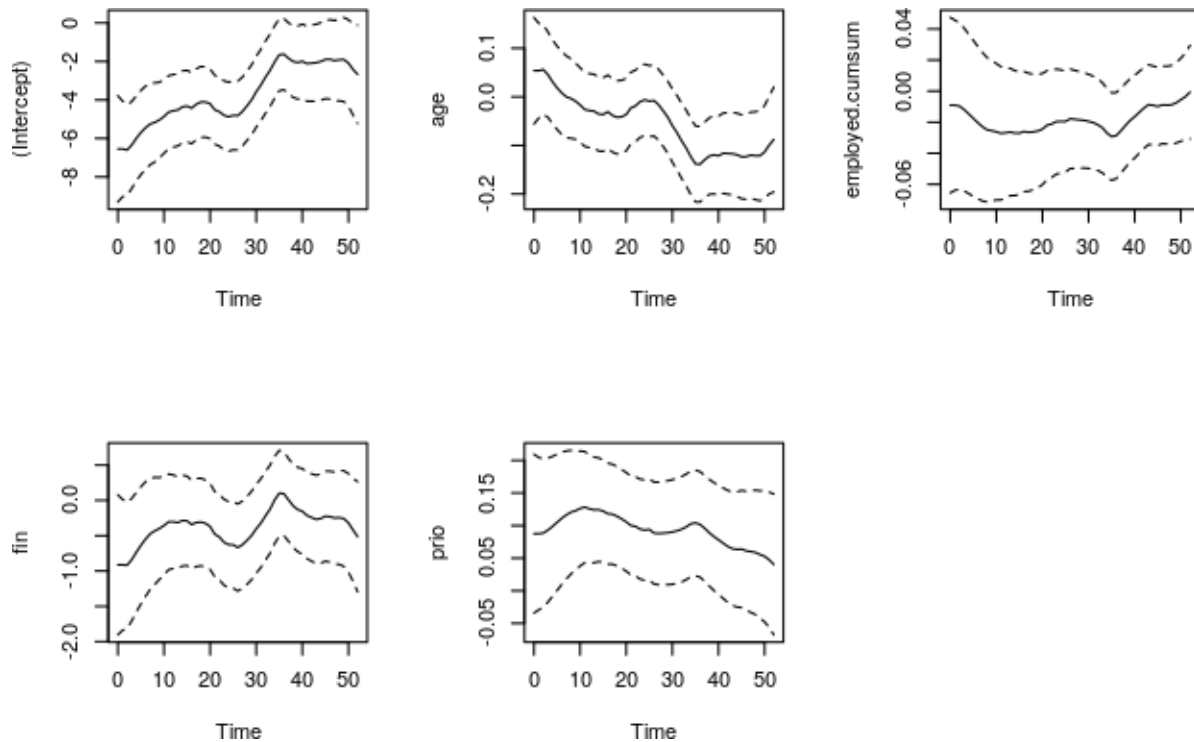 (Intercept)
0
-2
-4
-6
-8
0 10 20 30 40 50
Time
age
0.1
0.0
-0.2
0 10 20 30 40 50
Time
employed.cumsum
0.04
0.00
-0.06
0 10 20 30 40 50
Time
fin
0.0
-1.0
-2.0
0 10 20 30 40 50
Time
prio
0.15
0.05
-0.05
0 10 20 30 40 50
Time